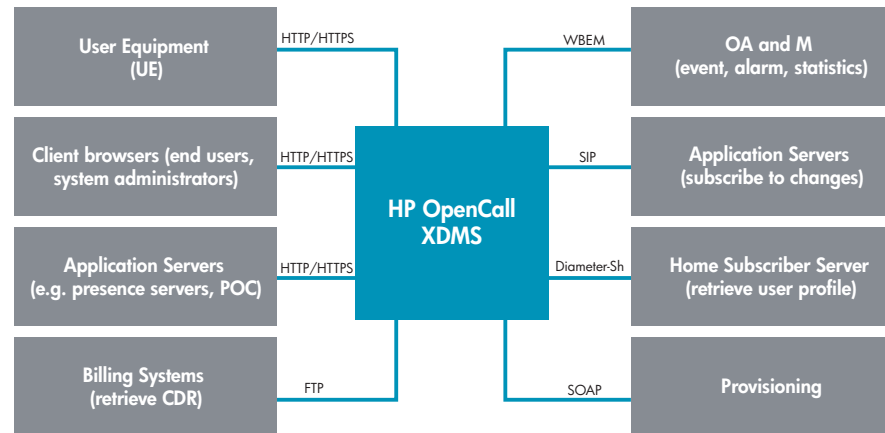 User Equipment
(UE)
HTTP/HTTPS
Client browsers (end users,
system administrators)
HTTP/HTTPS
Application Servers
(e.g. presence servers, POC)
HTTP/HTTPS
Billing Systems
(retrieve CDR)
FTP
HP OpenCall
XDMS
WBEM
OA and M
(event, alarm, statistics)
SIP
Application Servers
(subscribe to changes)
Diameter-Sh
Home Subscriber Server
(retrieve user profile)
SOAP
Provisioning